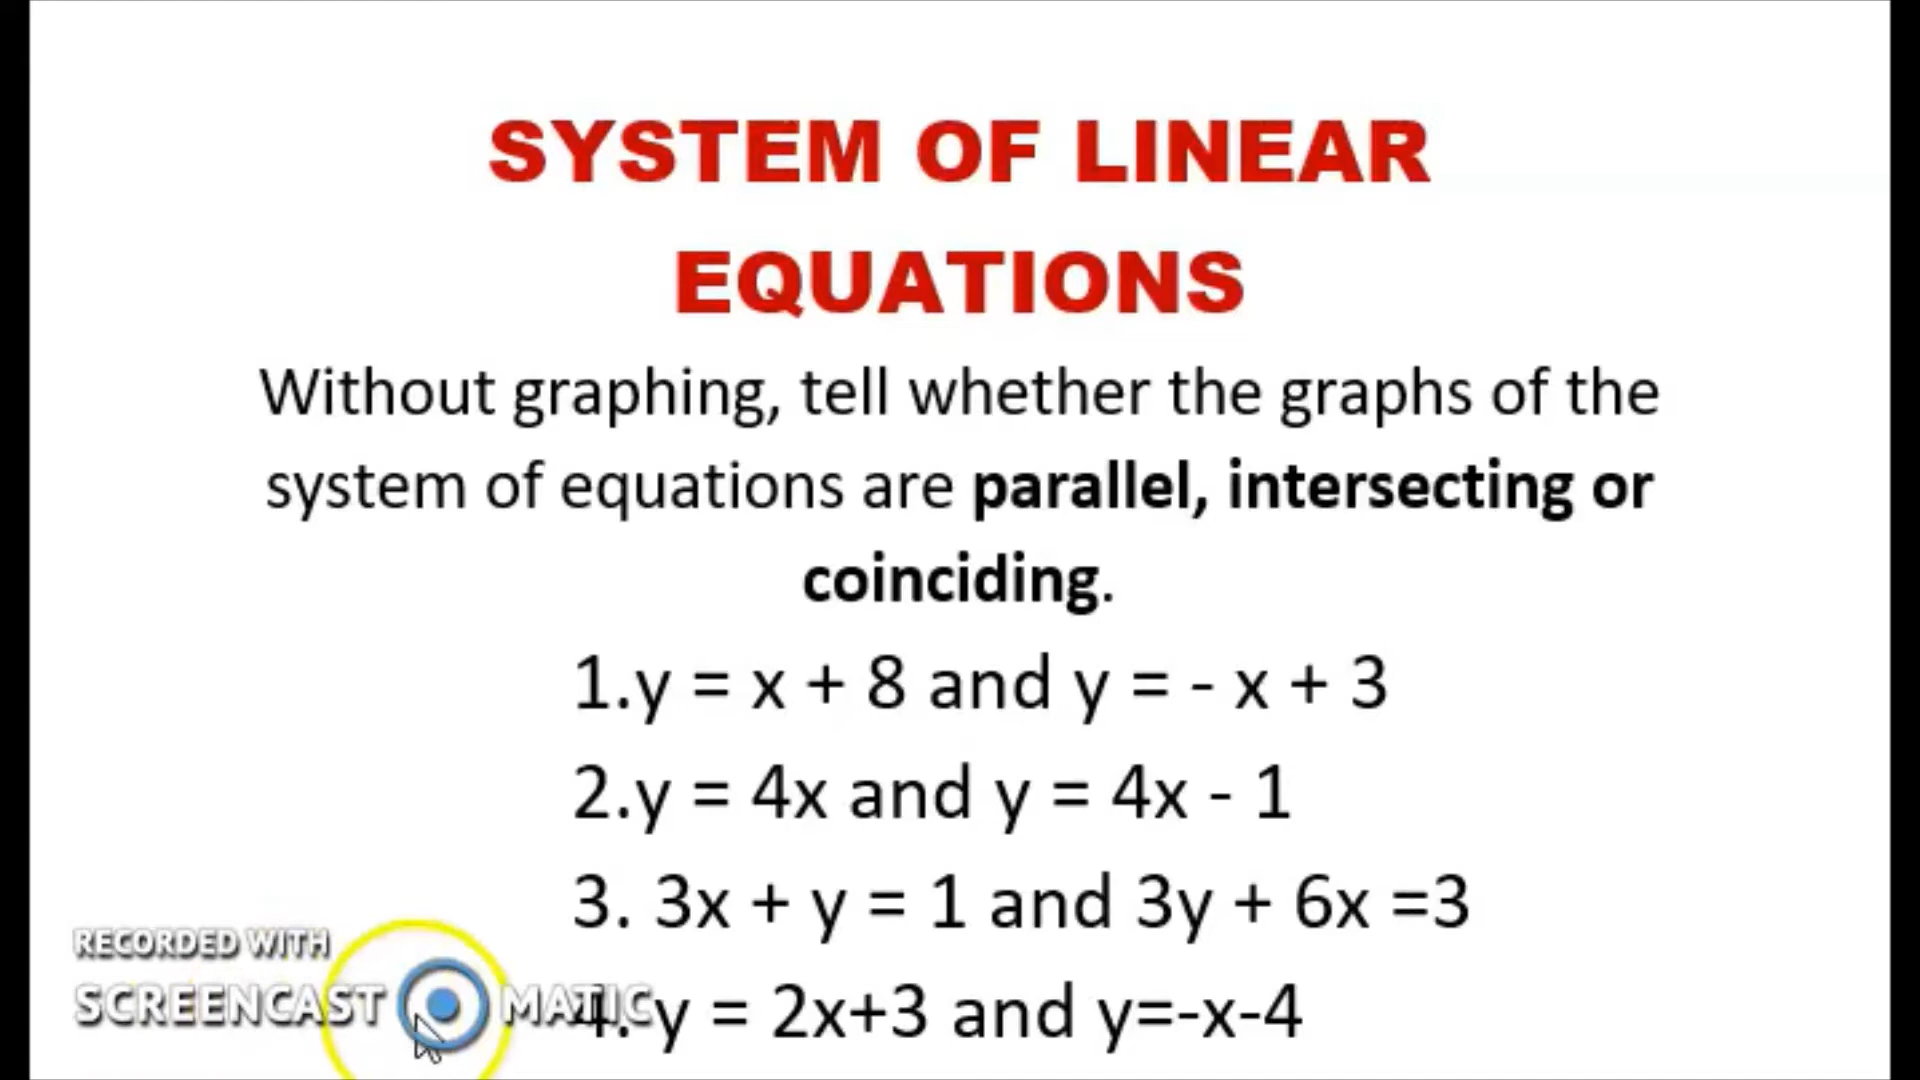 SYSTEM OF LINEAR
EQUATIONS
Without graphing, tell whether the graphs of the
system of equations are parallel, intersecting or
coinciding.
1.y = x + 8 and y = - x + 3
2.y = 4x and y = 4x - 1
3. 3x + y = 1 and 3y + 6x =3
4. y = 2x+3 and y=-x-4
RECORDED WITH
SCREENCAST MATIC